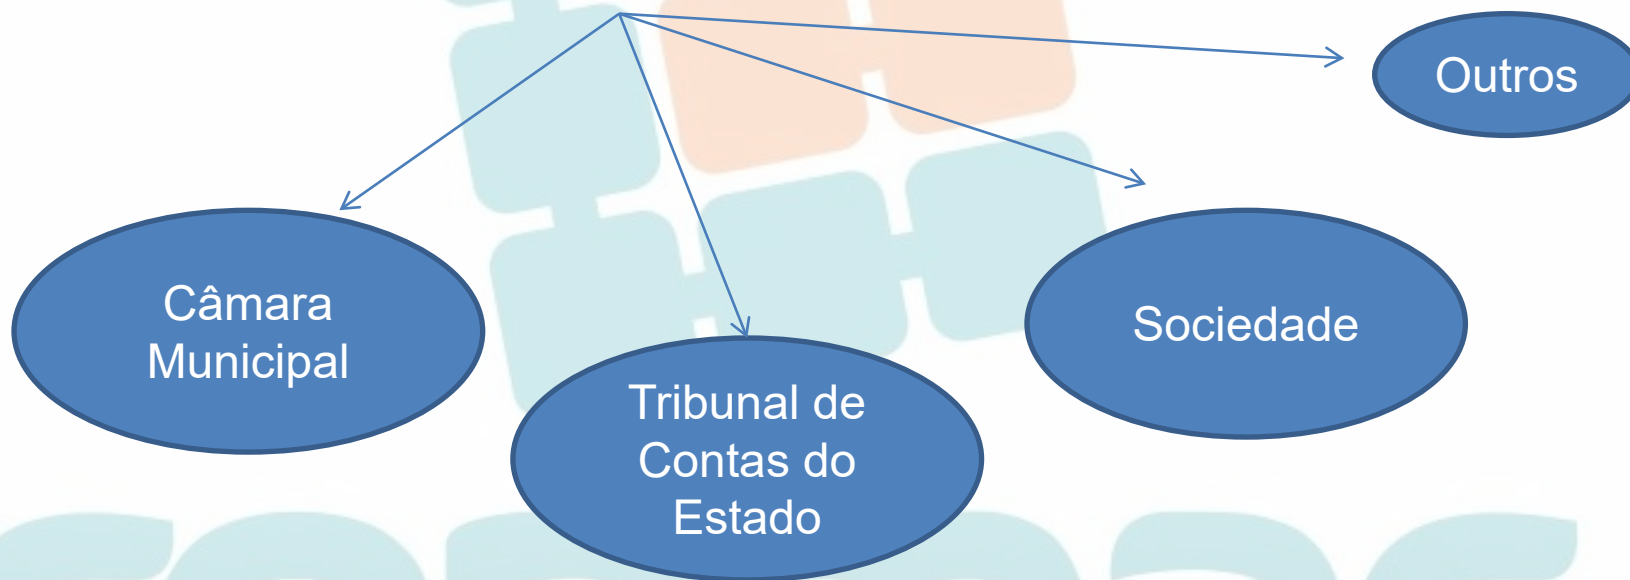 Outros
Câmara
Municipal
Sociedade
Tribunal de
Contas do
Estado